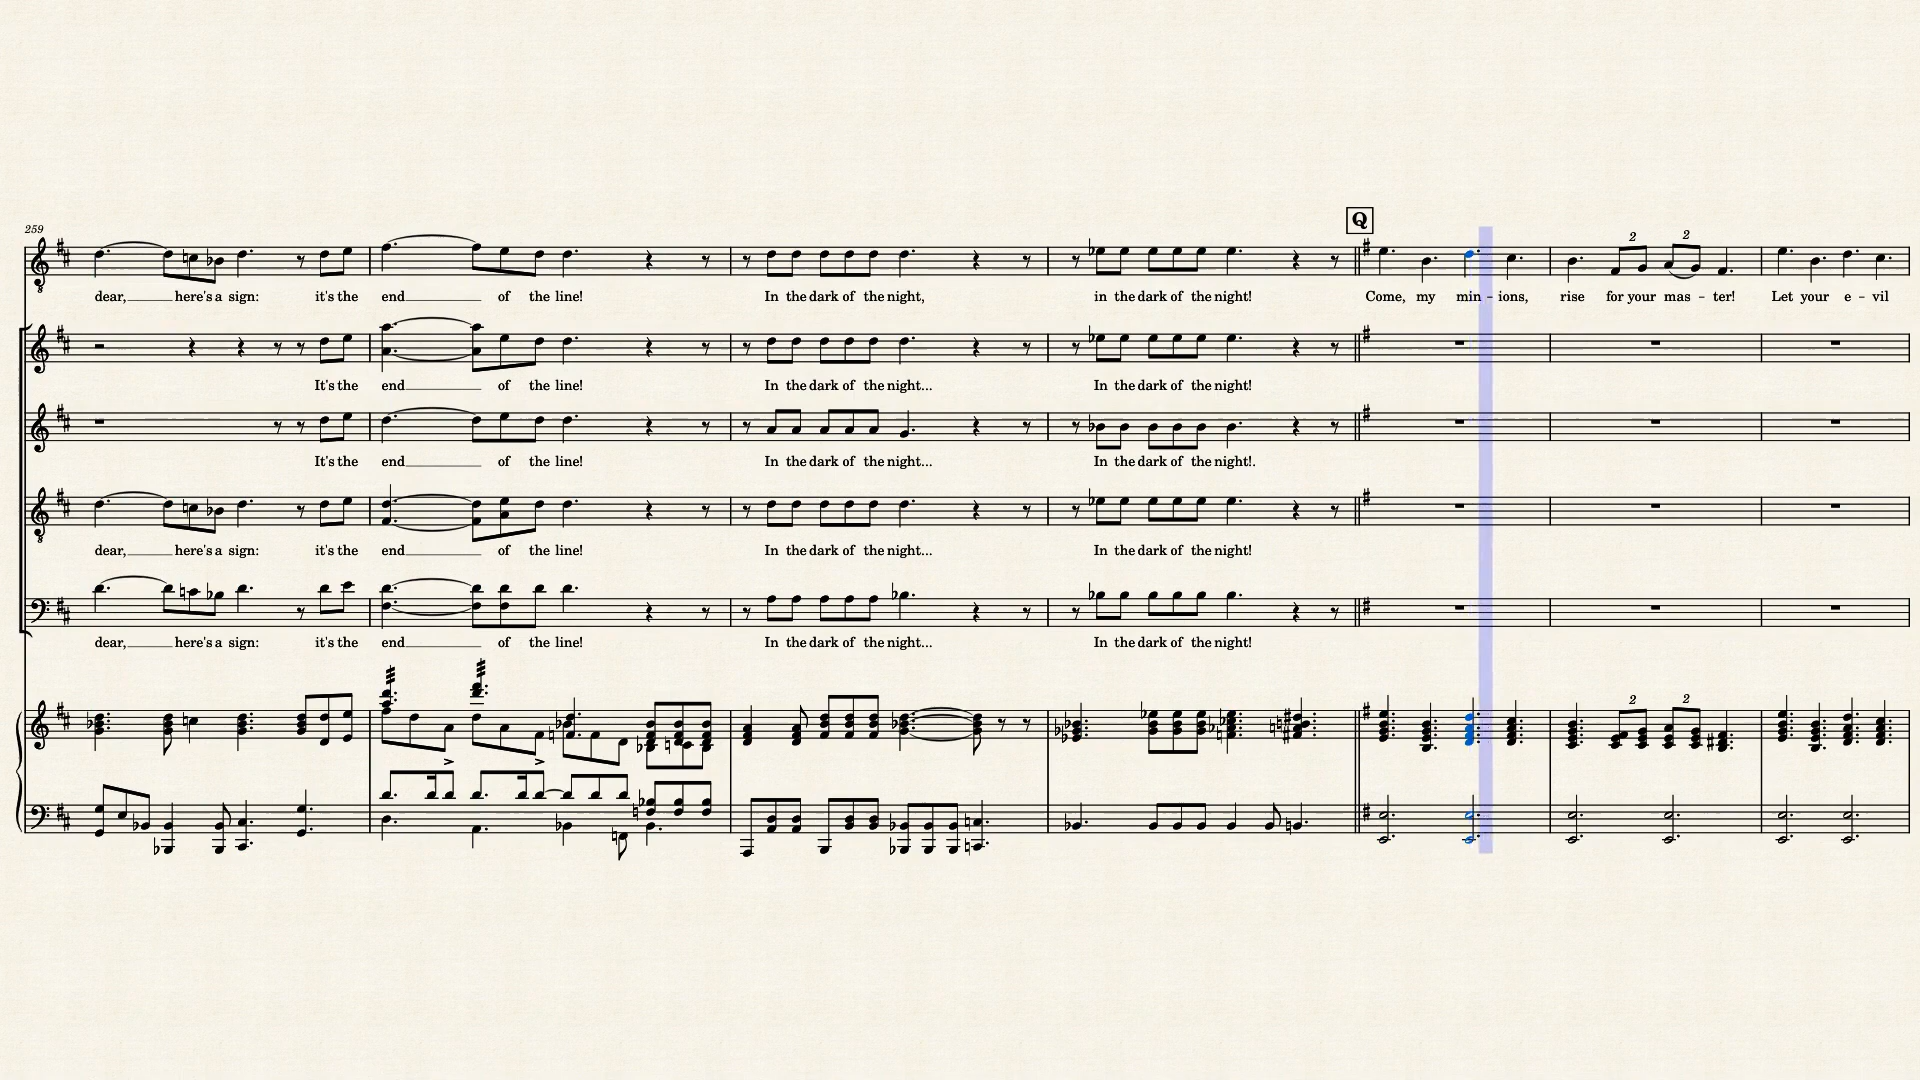 Q
259
2 2
dear, here's a sign: it's the end of the line! In the dark of the night, in the dark of the night! Come, my min - ions, rise for your mas - ter! Let your e - vil
It's the end of the line! In the dark of the night... In the dark of the night!
It's the end of the line! In the dark of the night... In the dark of the night!.
dear, here's a sign: it's the end of the line! In the dark of the night... In the dark of the night!
dear, here's a sign: it's the end of the line! In the dark of the night... In the dark of the night!
2 2